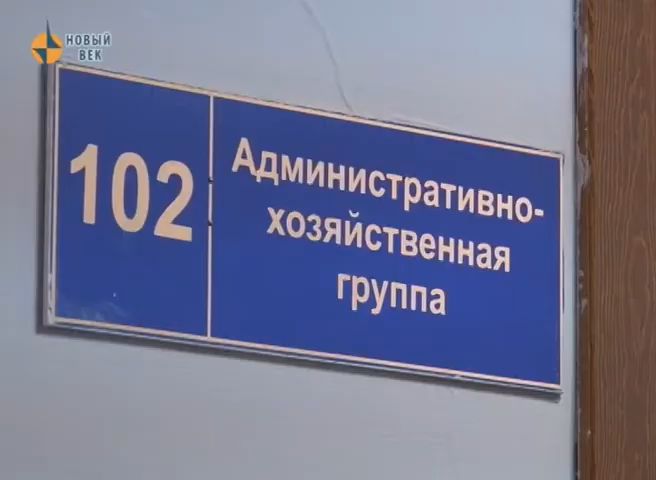 НОВЫЙ
ВЕК
102
Административно-
хозяйственная
группа